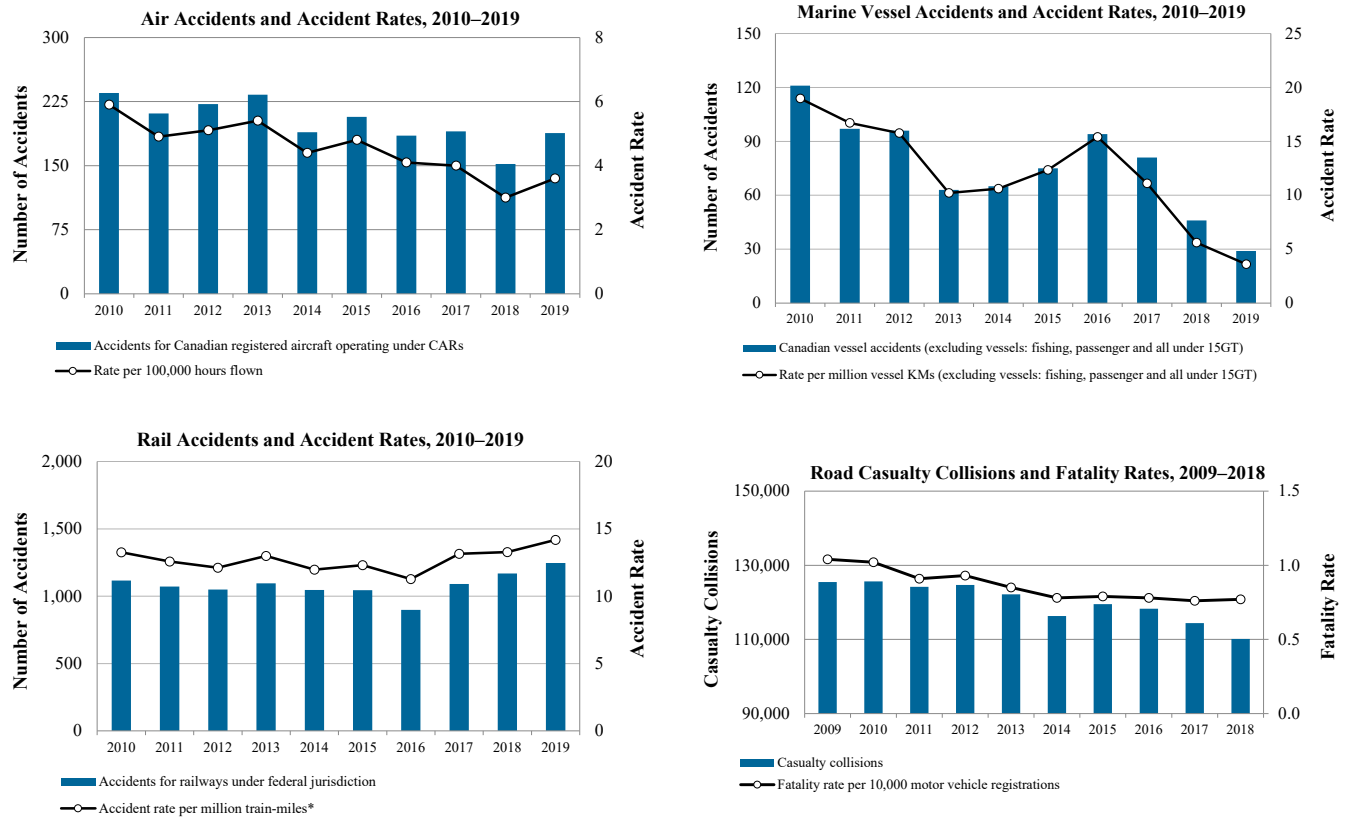 Air Accidents and Accident Rates, 2010–2019
300
225
150
75
0
8
6
4
2
0
Number of Accidents
Accident Rate
2010 2011 2012 2013 2014 2015 2016 2017 2018 2019
Accidents for Canadian registered aircraft operating under CARs
Rate per 100,000 hours flown
Marine Vessel Accidents and Accident Rates, 2010–2019
150
120
90
60
30
0
25
20
15
10
5
0
Number of Accidents
Accident Rate
2010 2011 2012 2013 2014 2015 2016 2017 2018 2019
Canadian vessel accidents (excluding vessels: fishing, passenger and all under 15GT)
Rate per million vessel KMs (excluding vessels: fishing, passenger and all under 15GT)
Rail Accidents and Accident Rates, 2010–2019
2,000
1,500
1,000
500
0
20
15
10
5
0
Number of Accidents
Accident Rate
2010 2011 2012 2013 2014 2015 2016 2017 2018 2019
Accidents for railways under federal jurisdiction
Accident rate per million train-miles*
Road Casualty Collisions and Fatality Rates, 2009–2018
150,000
130,000
110,000
90,000
1.5
1.0
0.5
0.0
Casualty Collisions
Fatality Rate
2009 2010 2011 2012 2013 2014 2015 2016 2017 2018
Casualty collisions
Fatality rate per 10,000 motor vehicle registrations